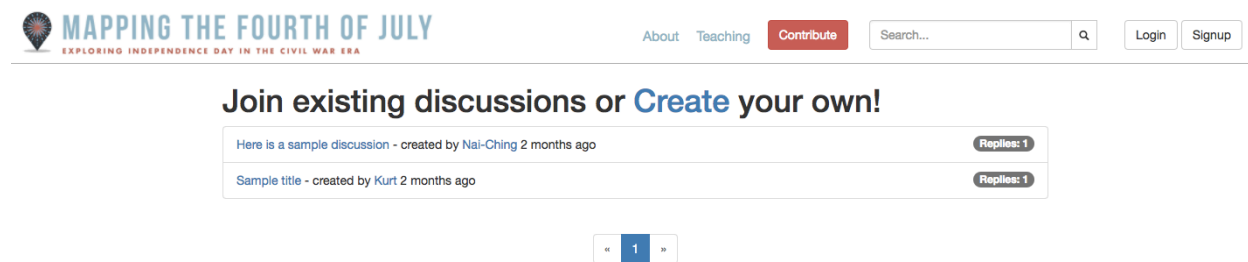 MAPPING THE FOURTH OF JULY
EXPLORING INDEPENDENCE DAY IN THE CIVIL WAR ERA
About Teaching Contribute Search... Login Signup
Join existing discussions or Create your own!
Here is a sample discussion - created by Nai-Ching 2 months ago Replies: 1
Sample title - created by Kurt 2 months ago Replies: 1
« 1 »